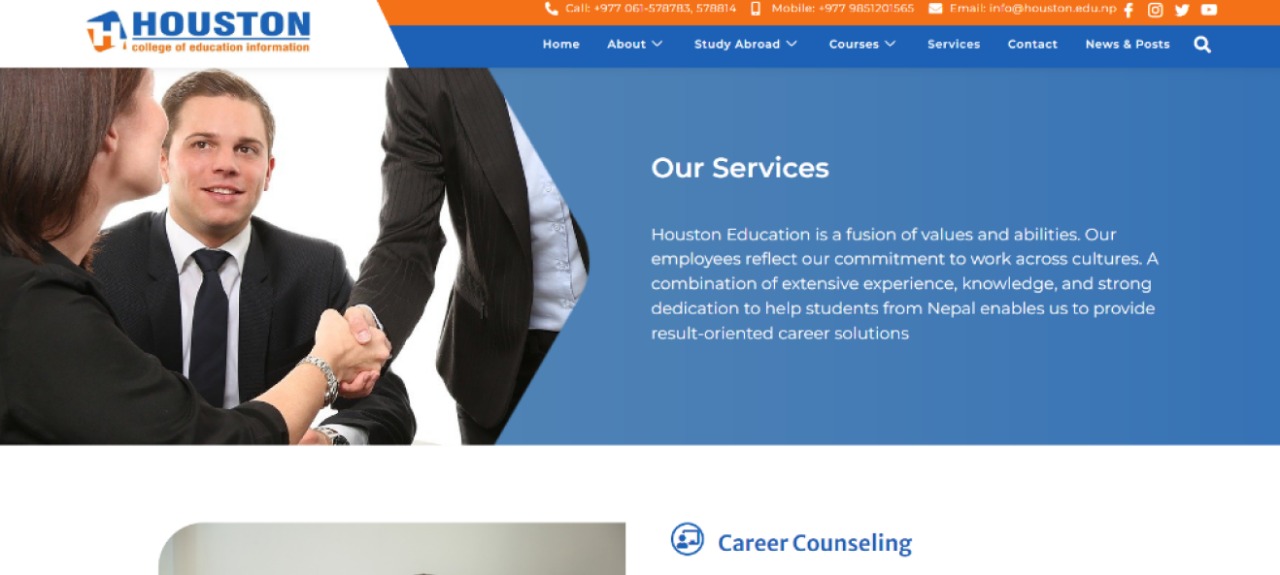 HOUSTON
college of education information
Call: +977 061-578783, 578814 Mobile: +977 9851201565 Email: info@houston.edu.np
Home About Study Abroad Courses Services Contact News & Posts
Our Services
Houston Education is a fusion of values and abilities. Our
employees reflect our commitment to work across cultures. A
combination of extensive experience, knowledge, and strong
dedication to help students from Nepal enables us to provide
result-oriented career solutions
Career Counseling